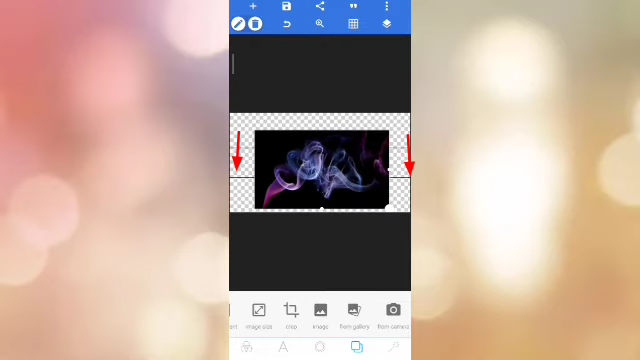 image size
crop
image
from gallery
from camera